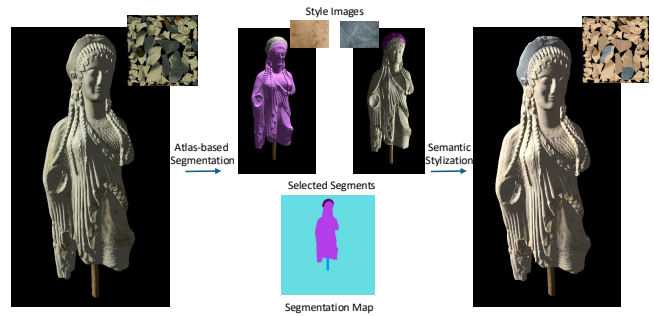 Style Images
Atlas-based
Segmentation
Semantic
Stylization
Selected Segments
Segmentation Map